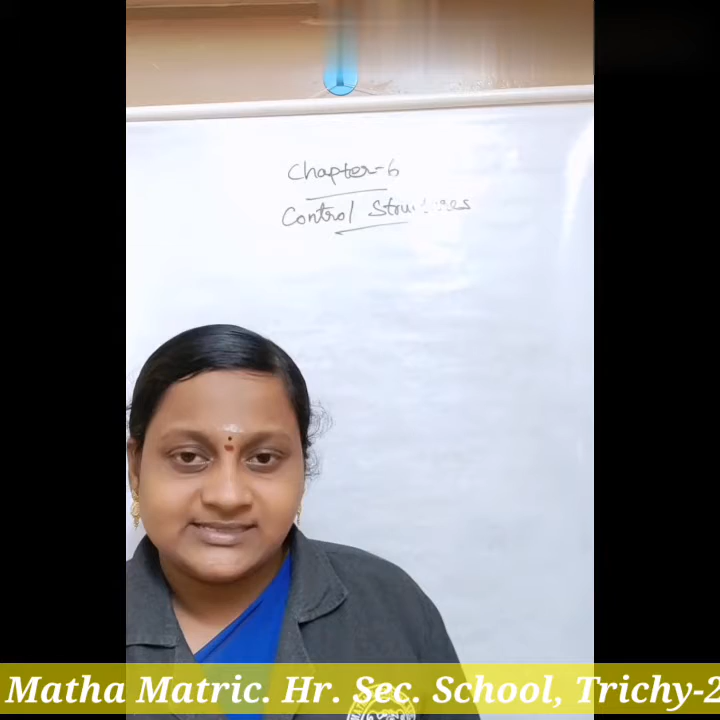 Chapter-6
Control Structures
Matha Matric. Hr. Sec. School, Trichy-2